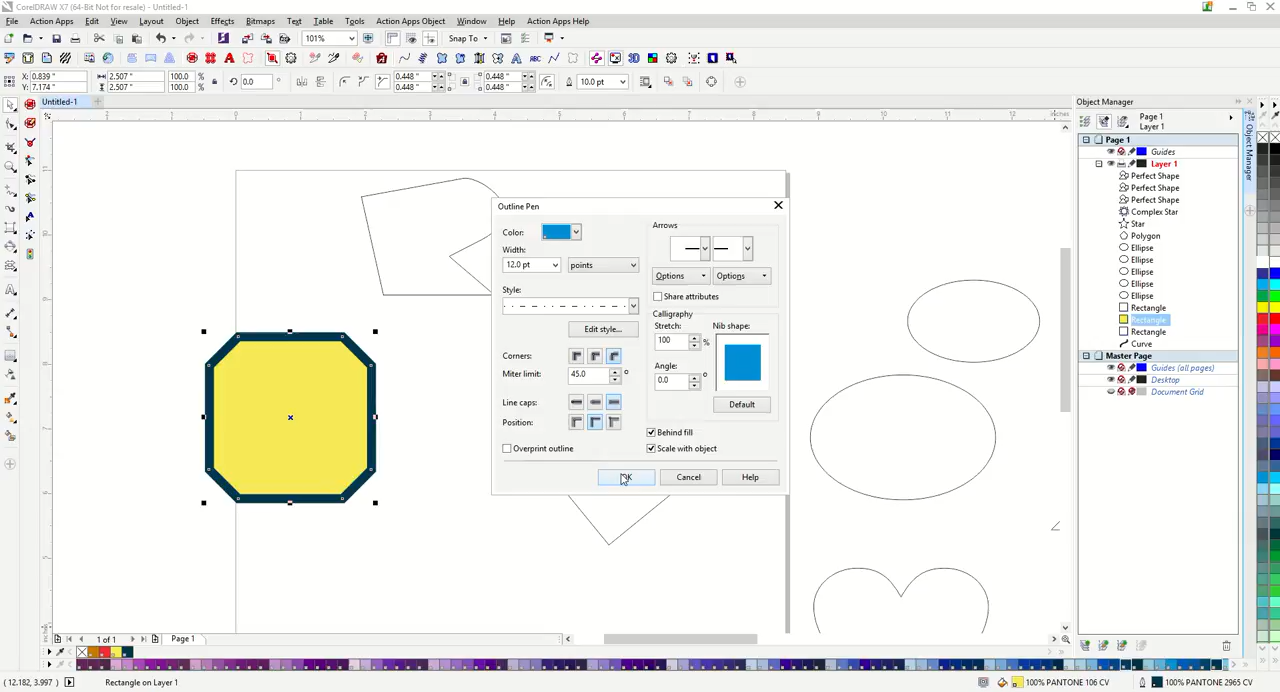 CorelDRAW X7 (64-Bit Not for resale) - Untitled-1
File Action Apps Edit View Layout Object Effects Bitmaps Text Table Tools Action Apps Object Window Help Action Apps Help
101% Snap To
X: 0.839 " 2.507 " 100.0 % 0.0 ° 0.448 " 0.448 " 10.0 pt
Y: 7.174 " 2.507 " 100.0 % 0.448 " 0.448 "
Untitled-1
inches
Object Manager
Page 1
Layer 1
Object Manager
Page 1
Guides
Layer 1
Perfect Shape
Perfect Shape
Perfect Shape
Complex Star
Star
Polygon
Ellipse
Ellipse
Ellipse
Ellipse
Ellipse
Rectangle
Rectangle
Rectangle
Curve
Master Page
Guides (all pages)
Desktop
Document Grid
Outline Pen
Color:
Width:
12.0 pt points
Style:
Edit style...
Corners:
Miter limit: 45.0 °
Line caps:
Position:
Overprint outline
Arrows
Options Options
Share attributes
Calligraphy
Stretch: Nib shape:
100 %
Angle:
0.0 °
Default
Behind fill
Scale with object
OK Cancel Help
1 of 1 Page 1
(12.182, 3.997) Rectangle on Layer 1 100% PANTONE 106 CV 100% PANTONE 2965 CV